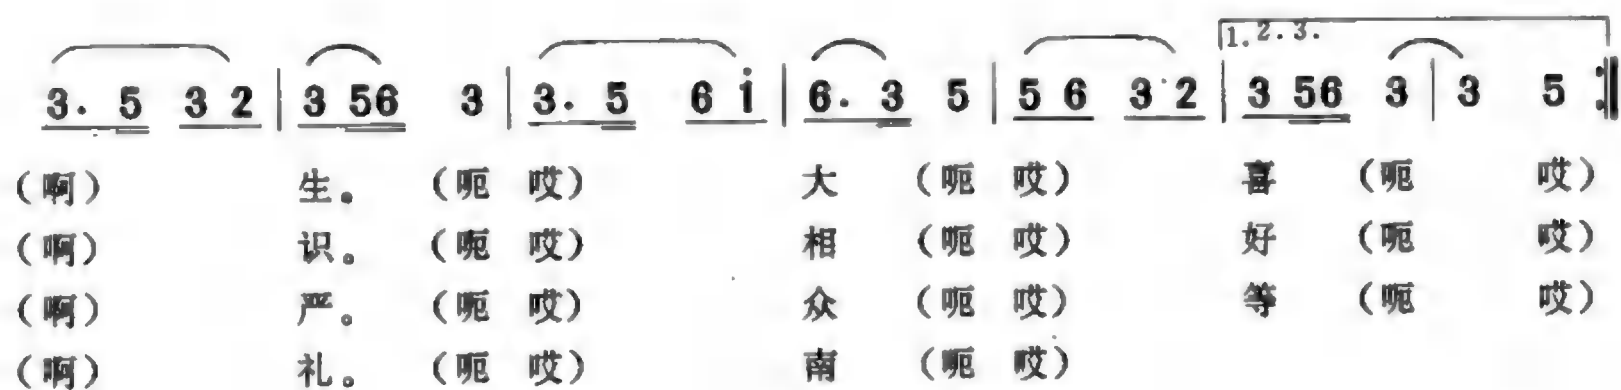 1.2.3.
3. 5 3 2 | 3 56 3 | 3. 5 6 i | 6. 3 5 | 5 6 3 2 | 3 56 3 | 3 5 :‖
(啊) 生。 (呃 哎) 大 (呃 哎) 喜 (呃 哎)
(啊) 识。 (呃 哎) 相 (呃 哎) 好 (呃 哎)
(啊) 严。 (呃 哎) 众 (呃 哎) 等 (呃 哎)
(啊) 礼。 (呃 哎) 南 (呃 哎)